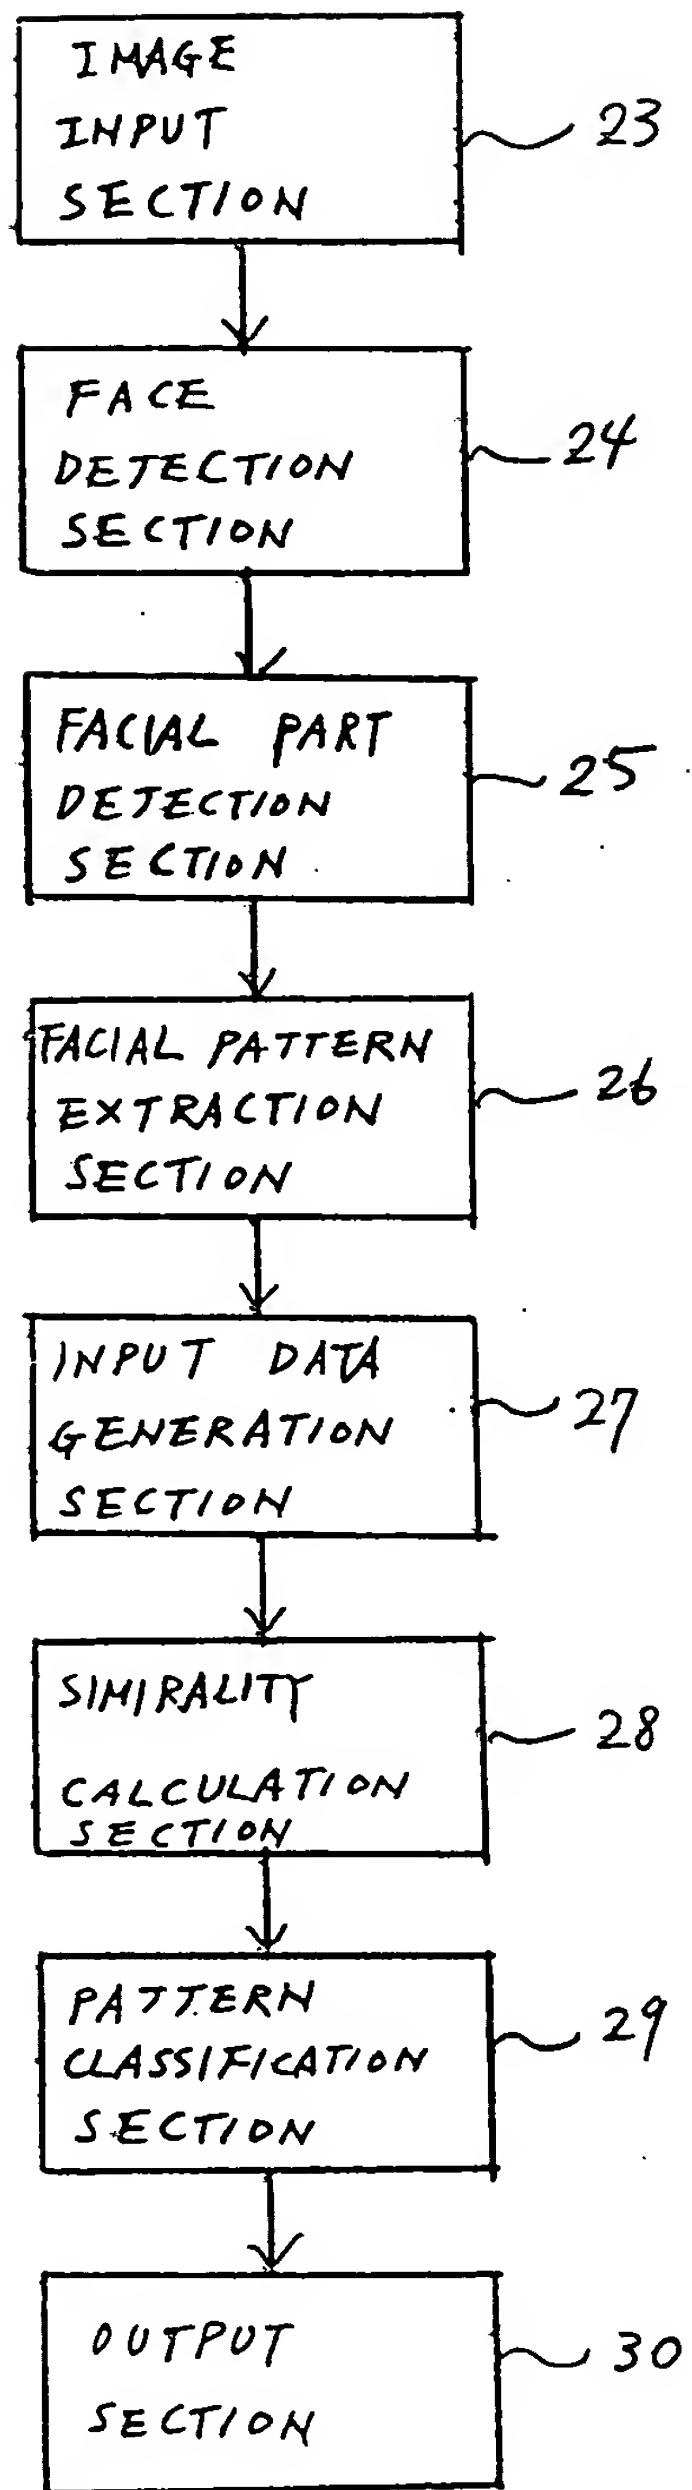 IMAGE
INPUT
SECTION
23
FACE
DETECTION
SECTION
24
FACIAL PART
DETECTION
SECTION
25
FACIAL PATTERN
EXTRACTION
SECTION
26
INPUT DATA
GENERATION
SECTION
27
SIMIRALITY
CALCULATION
SECTION
28
PATTERN
CLASSIFICATION
SECTION
29
OUTPUT
SECTION
30